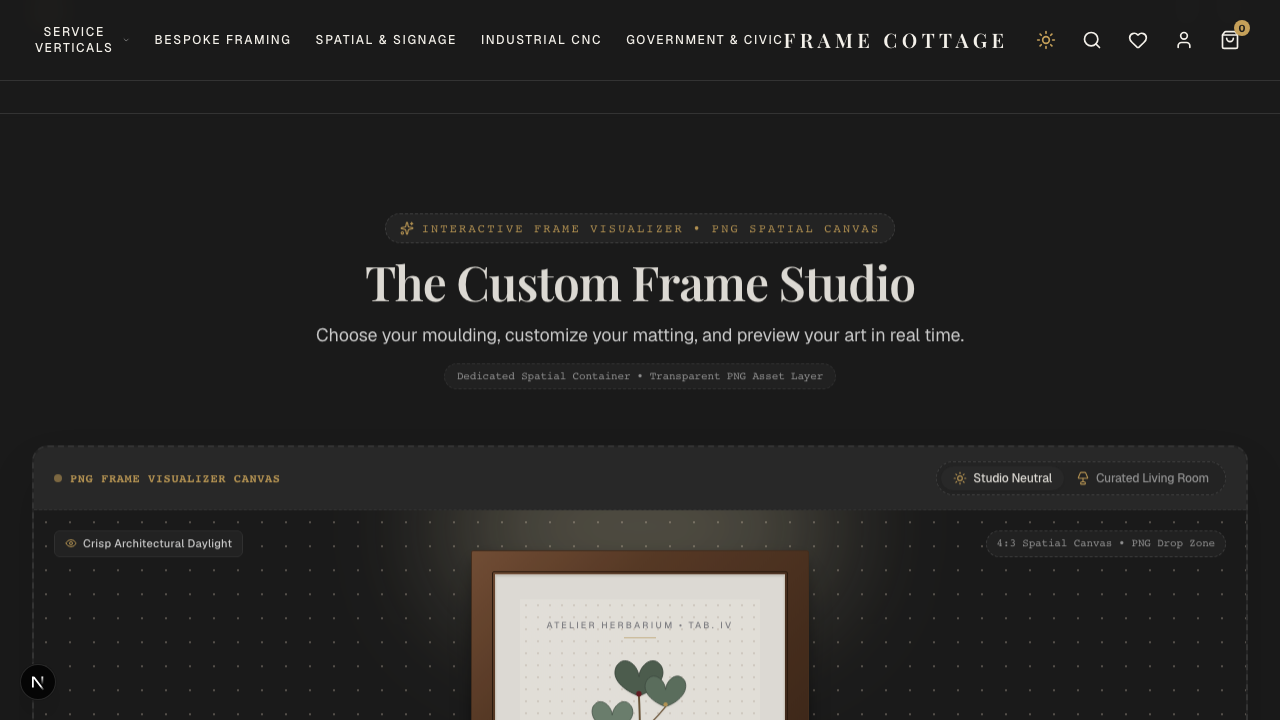 SERVICE
VERTICALS
BESPOKE FRAMING
SPATIAL & SIGNAGE
INDUSTRIAL CNC
GOVERNMENT & CIVIC
FRAME COTTAGE
0
INTERACTIVE FRAME VISUALIZER • PNG SPATIAL CANVAS
The Custom Frame Studio
Choose your moulding, customize your matting, and preview your art in real time.
Dedicated Spatial Container • Transparent PNG Asset Layer
PNG FRAME VISUALIZER CANVAS
Studio Neutral
Curated Living Room
Crisp Architectural Daylight
4:3 Spatial Canvas • PNG Drop Zone
ATELIER HERBARIUM • TAB. IV
N